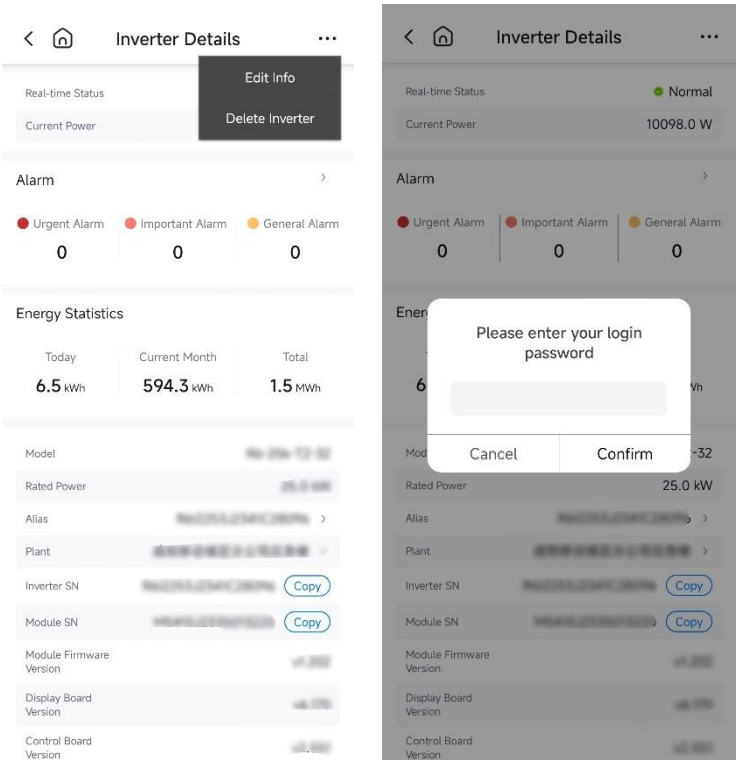 Inverter Details
Edit Info
Delete Inverter
Real-time Status
Current Power
Alarm
Urgent Alarm
Important Alarm
General Alarm
0
0
0
Energy Statistics
Today
Current Month
Total
6.5 kWh
594.3 kWh
1.5 MWh
Model
Rated Power
Alias
Plant
Inverter SN
Copy
Module SN
Copy
Module Firmware
Version
Display Board
Version
Control Board
Version
Inverter Details
Real-time Status
Normal
Current Power
10098.0 W
Alarm
Urgent Alarm
Important Alarm
General Alarm
0
0
0
Please enter your login
password
Cancel
Confirm
-32
Rated Power
25.0 kW
Alias
Plant
Inverter SN
Copy
Module SN
Copy
Module Firmware
Version
Display Board
Version
Control Board
Version